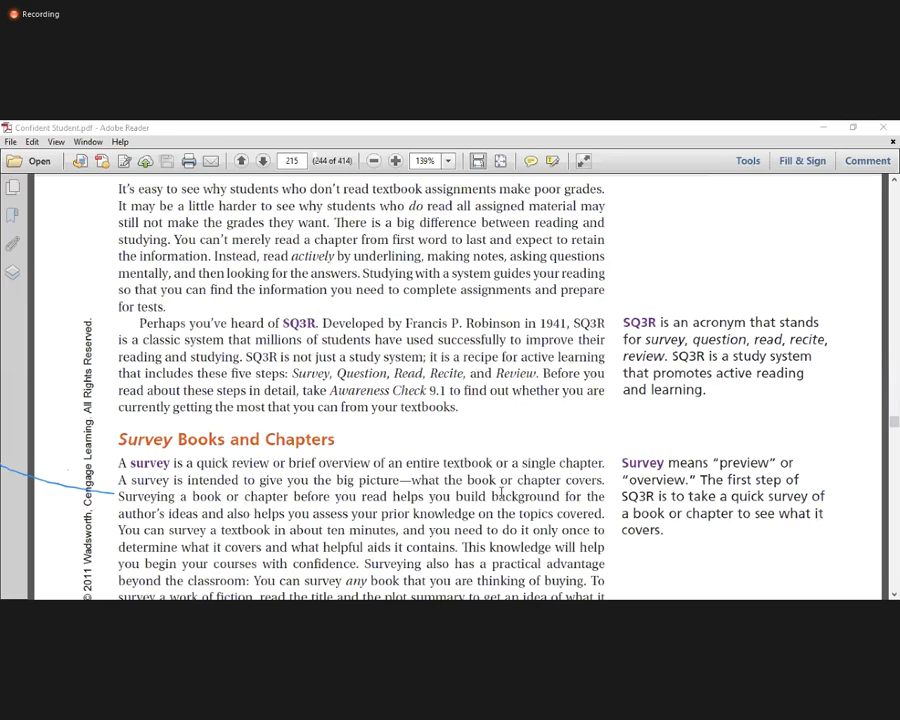 Recording
Confident Student.pdf - Adobe Reader
File Edit View Window Help
Open 215 (244 of 414) 139% Tools Fill & Sign Comment
It's easy to see why students who don't read textbook assignments make poor grades.
It may be a little harder to see why students who do read all assigned material may
still not make the grades they want. There is a big difference between reading and
studying. You can't merely read a chapter from first word to last and expect to retain
the information. Instead, read actively by underlining, making notes, asking questions
mentally, and then looking for the answers. Studying with a system guides your reading
so that you can find the information you need to complete assignments and prepare
for tests.
Perhaps you've heard of SQ3R. Developed by Francis P. Robinson in 1941, SQ3R
is a classic system that millions of students have used successfully to improve their
reading and studying. SQ3R is not just a study system; it is a recipe for active learning
that includes these five steps: Survey, Question, Read, Recite, and Review. Before you
read about these steps in detail, take Awareness Check 9.1 to find out whether you are
currently getting the most that you can from your textbooks.
SQ3R is an acronym that stands
for survey, question, read, recite,
review. SQ3R is a study system
that promotes active reading
and learning.
Survey Books and Chapters
A survey is a quick review or brief overview of an entire textbook or a single chapter.
A survey is intended to give you the big picture—what the book or chapter covers.
Surveying a book or chapter before you read helps you build background for the
author's ideas and also helps you assess your prior knowledge on the topics covered.
You can survey a textbook in about ten minutes, and you need to do it only once to
determine what it covers and what helpful aids it contains. This knowledge will help
you begin your courses with confidence. Surveying also has a practical advantage
beyond the classroom: You can survey any book that you are thinking of buying. To
survey a work of fiction, read the title and the plot summary to get an idea of what it
Survey means "preview" or
"overview." The first step of
SQ3R is to take a quick survey of
a book or chapter to see what it
covers.
© 2011 Wadsworth, Cengage Learning. All Rights Reserved.